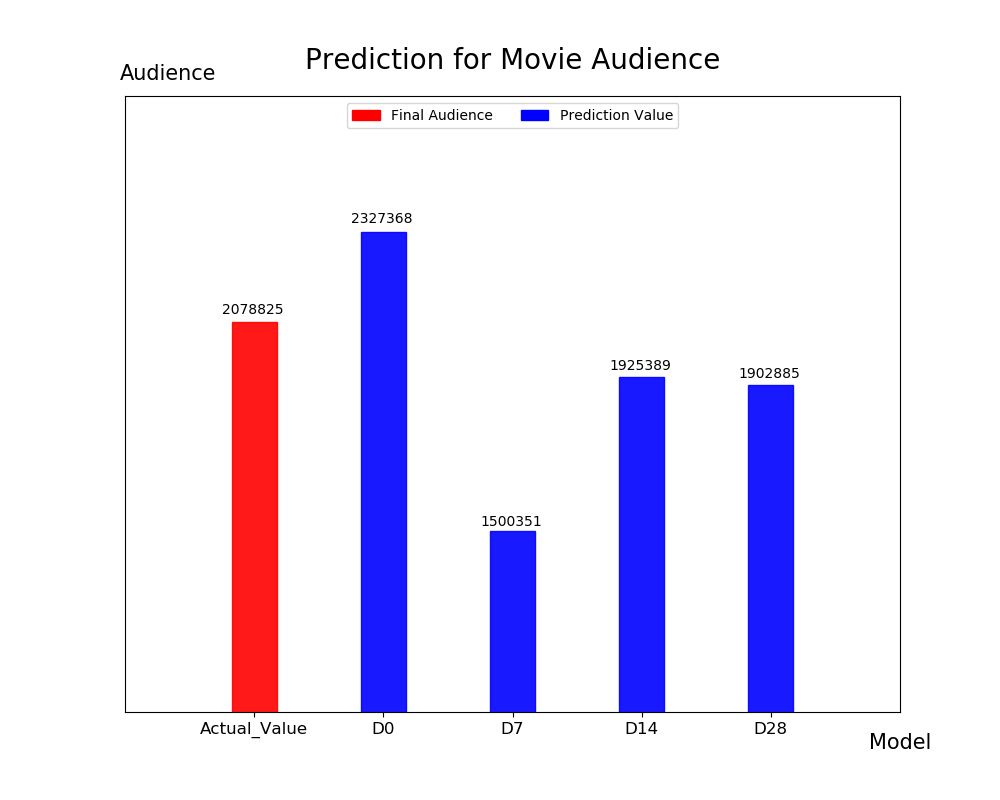 Prediction for Movie Audience
Audience
Final Audience
Prediction Value
2327368
2078825
1925389
1902885
1500351
Actual_Value
D0
D7
D14
D28
Model